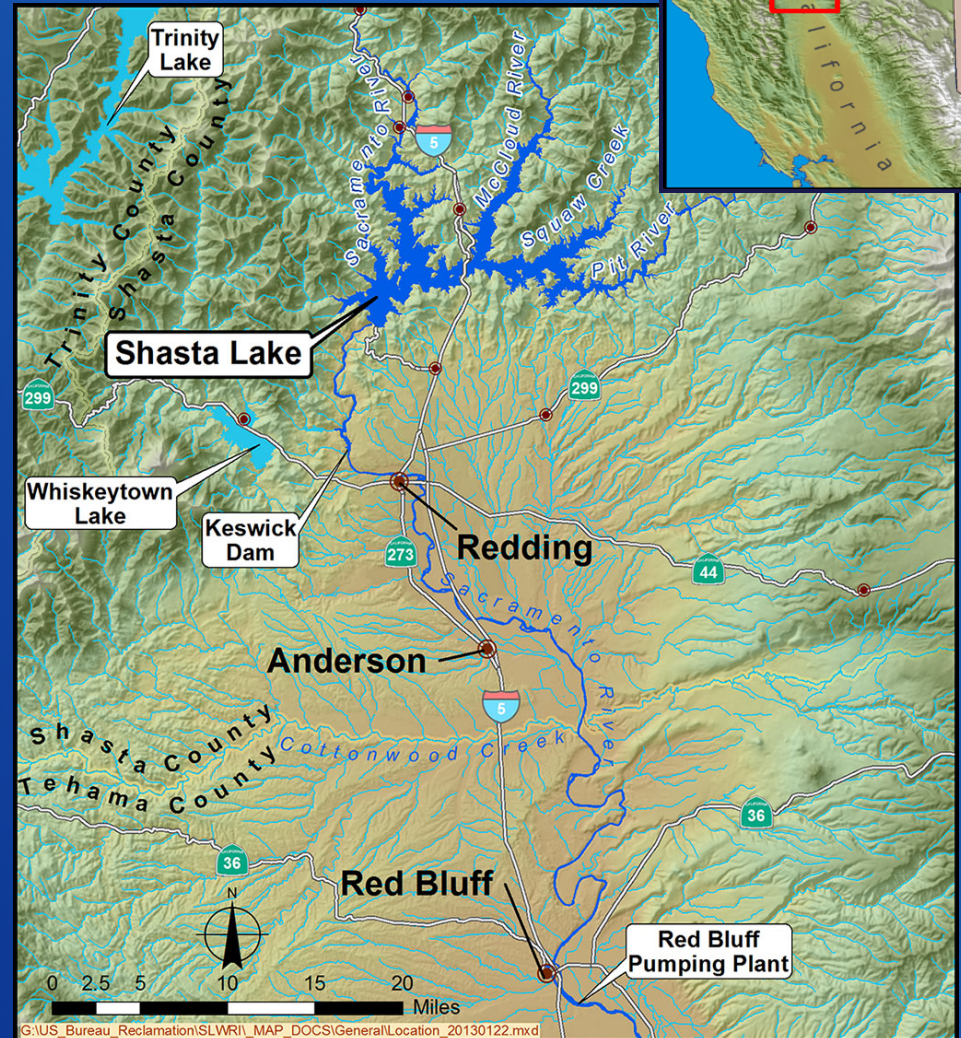 Trinity
Lake
Trinity County
Shasta County
Sacramento River
5
McCloud River
Squaw Creek
Pit River
lifornia
Shasta Lake
299
299
Whiskeytown
Lake
Keswick
Dam
Redding
273
CALIFORNIA
44
Sacramento River
Anderson
5
Shasta County
Tehama County
Cottonwood Creek
36
36
Red Bluff
Red Bluff
Pumping Plant
N
0 2.5 5 10 15 20
Miles
G:\US_Bureau_Reclamation\SLWRI\_MAP_DOCS\General\Location_20130122.mxd